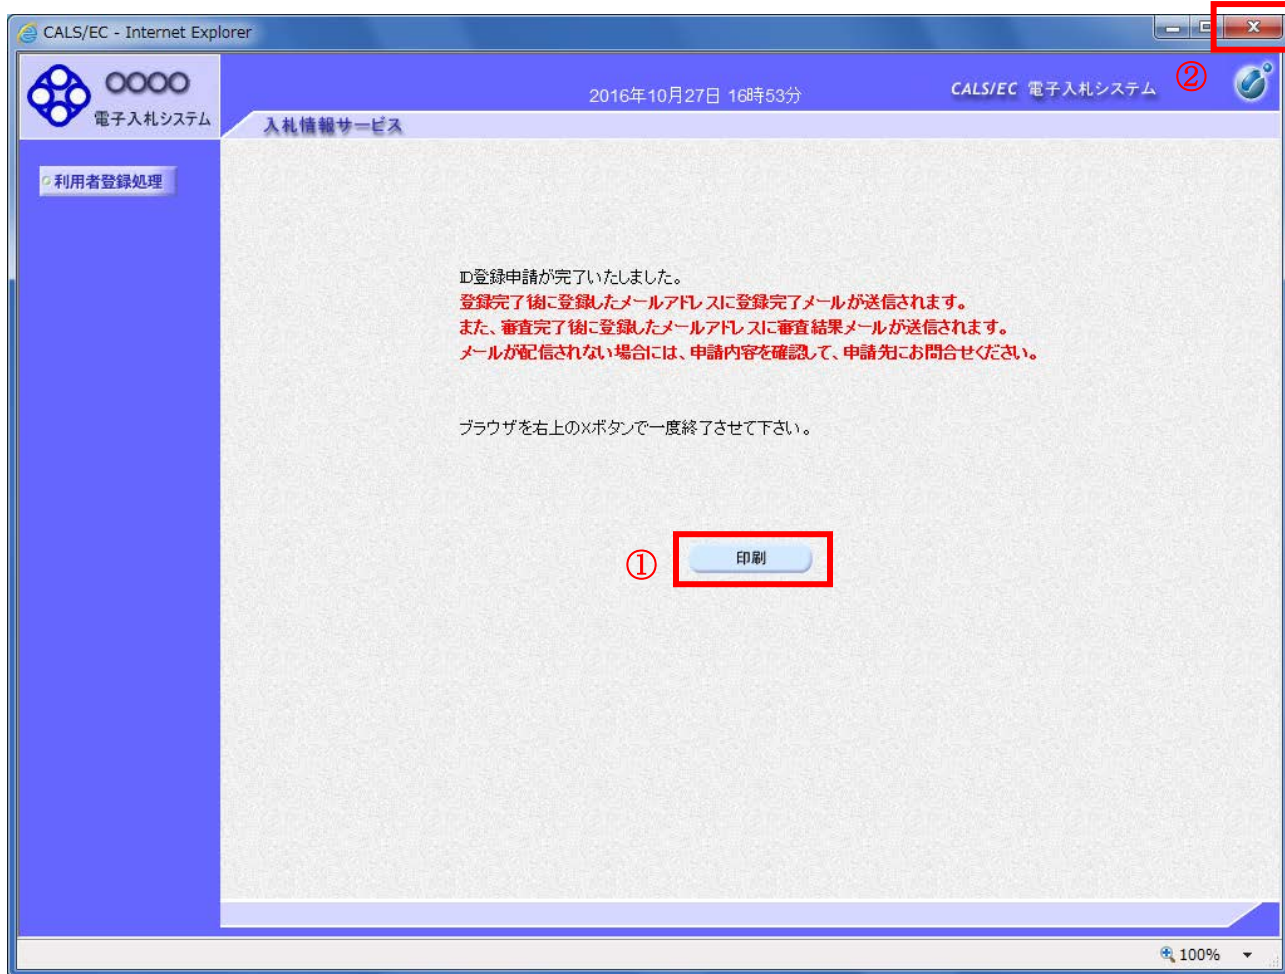 CALS/EC - Internet Explorer
○○○○
電子入札システム
2016年10月27日 16時53分
CALS/EC 電子入札システム
②
入札情報サービス
利用者登録処理
ID登録申請が完了いたしました。
登録完了後に登録したメールアドレスに登録完了メールが送信されます。
また、審査完了後に登録したメールアドレスに審査結果メールが送信されます。
メールが配信されない場合には、申請内容を確認して、申請先にお問合せください。
ブラウザを右上の×ボタンで一度終了させて下さい。
①
印刷
100%